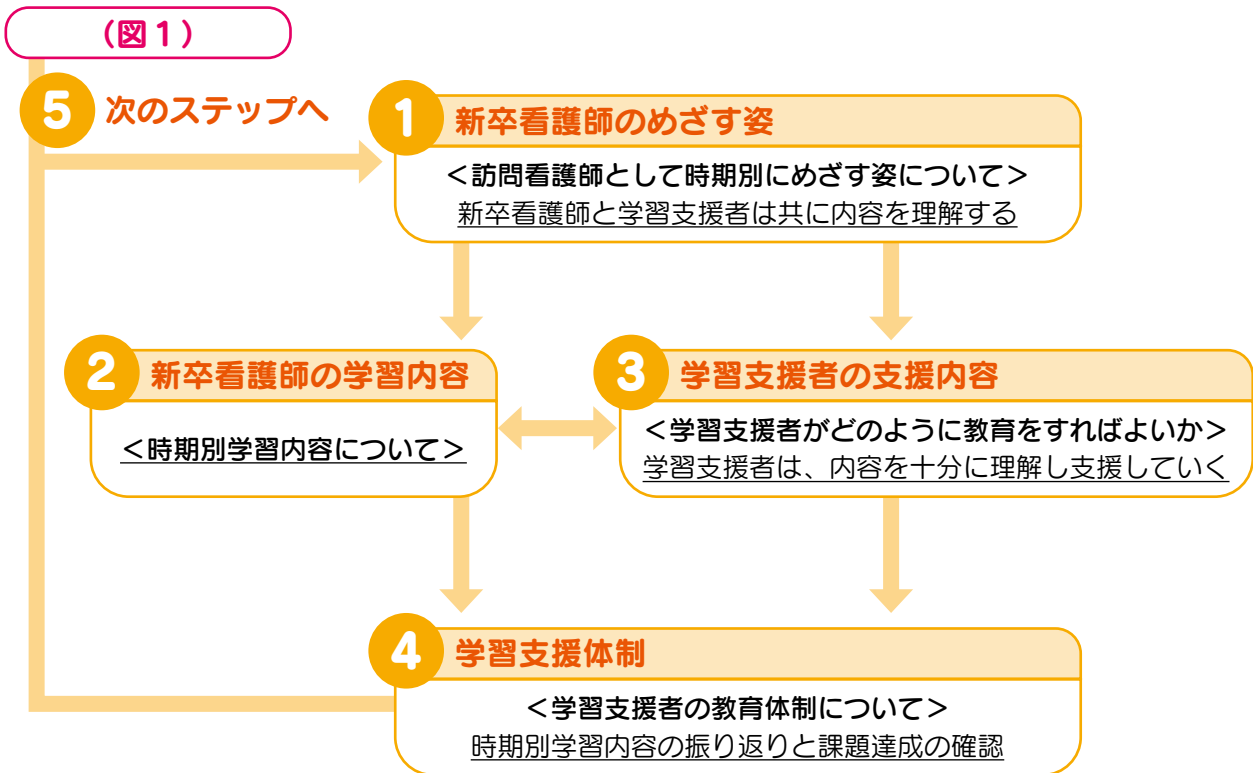 (図1)
5 次のステップへ
1 新卒看護師のめざす姿
<訪問看護師として時期別にめざす姿について>
新卒看護師と学習支援者は共に内容を理解する
2 新卒看護師の学習内容
<時期別学習内容について>
3 学習支援者の支援内容
<学習支援者がどのように教育をすればよいか>
学習支援者は、内容を十分に理解し支援していく
4 学習支援体制
<学習支援者の教育体制について>
時期別学習内容の振り返りと課題達成の確認